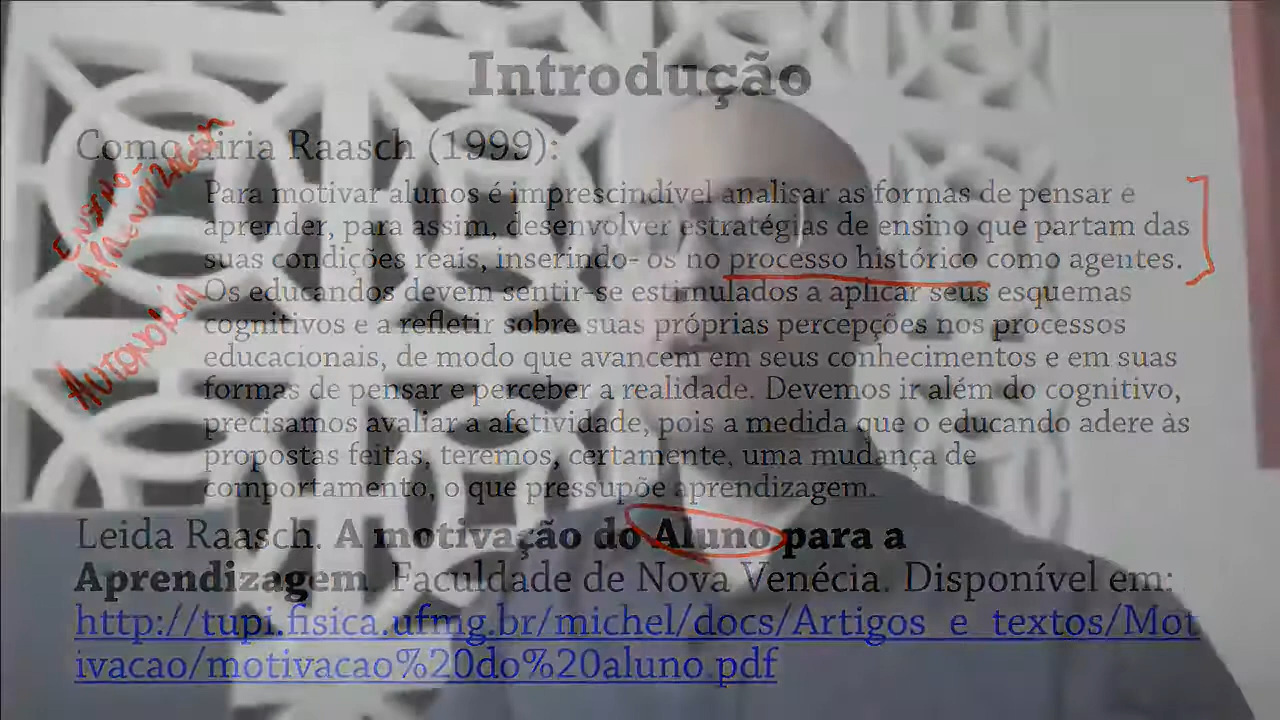 Introdução
Como diria Raasch (1999):
ENSINO-
APRENDIZAGEM
Para motivar alunos é imprescindível analisar as formas de pensar e
aprender, para assim, desenvolver estratégias de ensino que partam das
suas condições reais, inserindo- os no processo histórico como agentes.
Os educandos devem sentir-se estimulados a aplicar seus esquemas
cognitivos e a refletir sobre suas próprias percepções nos processos
educacionais, de modo que avancem em seus conhecimentos e em suas
formas de pensar e perceber a realidade. Devemos ir além do cognitivo,
precisamos avaliar a afetividade, pois a medida que o educando adere às
propostas feitas, teremos, certamente, uma mudança de
comportamento, o que pressupõe aprendizagem.
AUTONOMIA
Leida Raasch. A motivação do Aluno para a
Aprendizagem. Faculdade de Nova Venécia. Disponível em:
http://tupi.fisica.ufmg.br/michel/docs/Artigos_e_textos/Mot
ivacao/motivacao%20do%20aluno.pdf